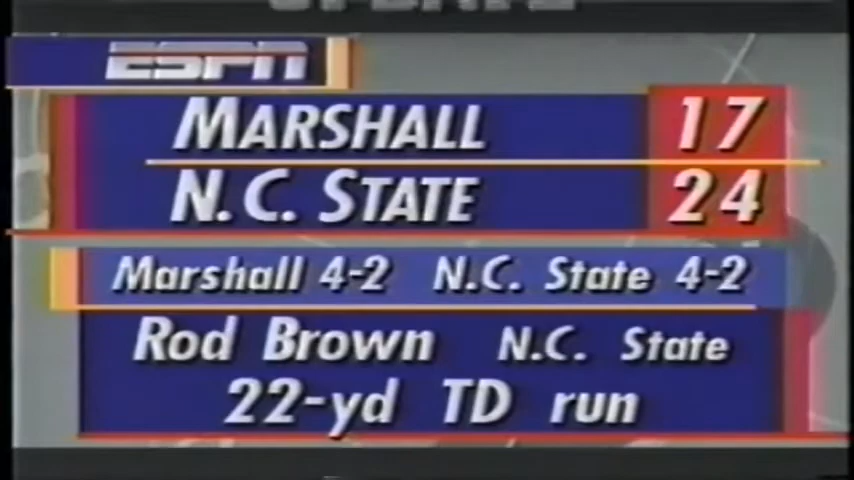 ESPN
MARSHALL 17
N.C. STATE 24
Marshall 4-2 N.C. State 4-2
Rod Brown N.C. State
22-yd TD run